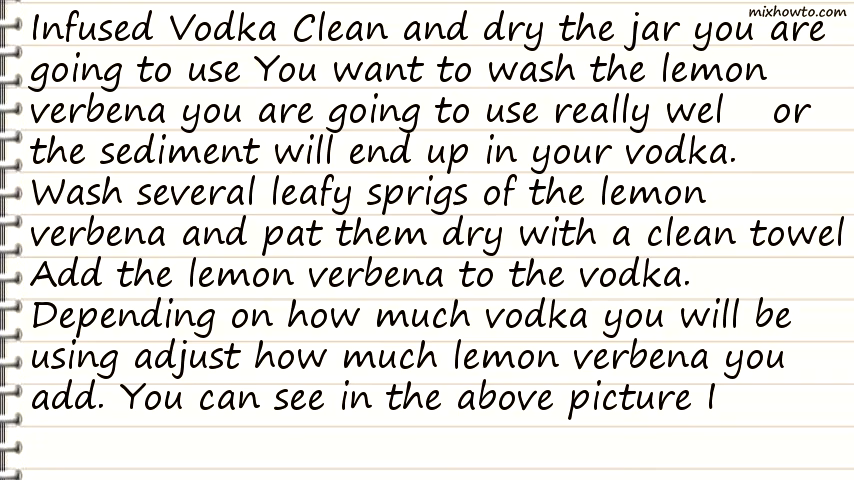 mixhowto.com
Infused Vodka Clean and dry the jar you are
going to use You want to wash the lemon
verbena you are going to use really wel or
the sediment will end up in your vodka.
Wash several leafy sprigs of the lemon
verbena and pat them dry with a clean towel
Add the lemon verbena to the vodka.
Depending on how much vodka you will be
using adjust how much lemon verbena you
add. You can see in the above picture I